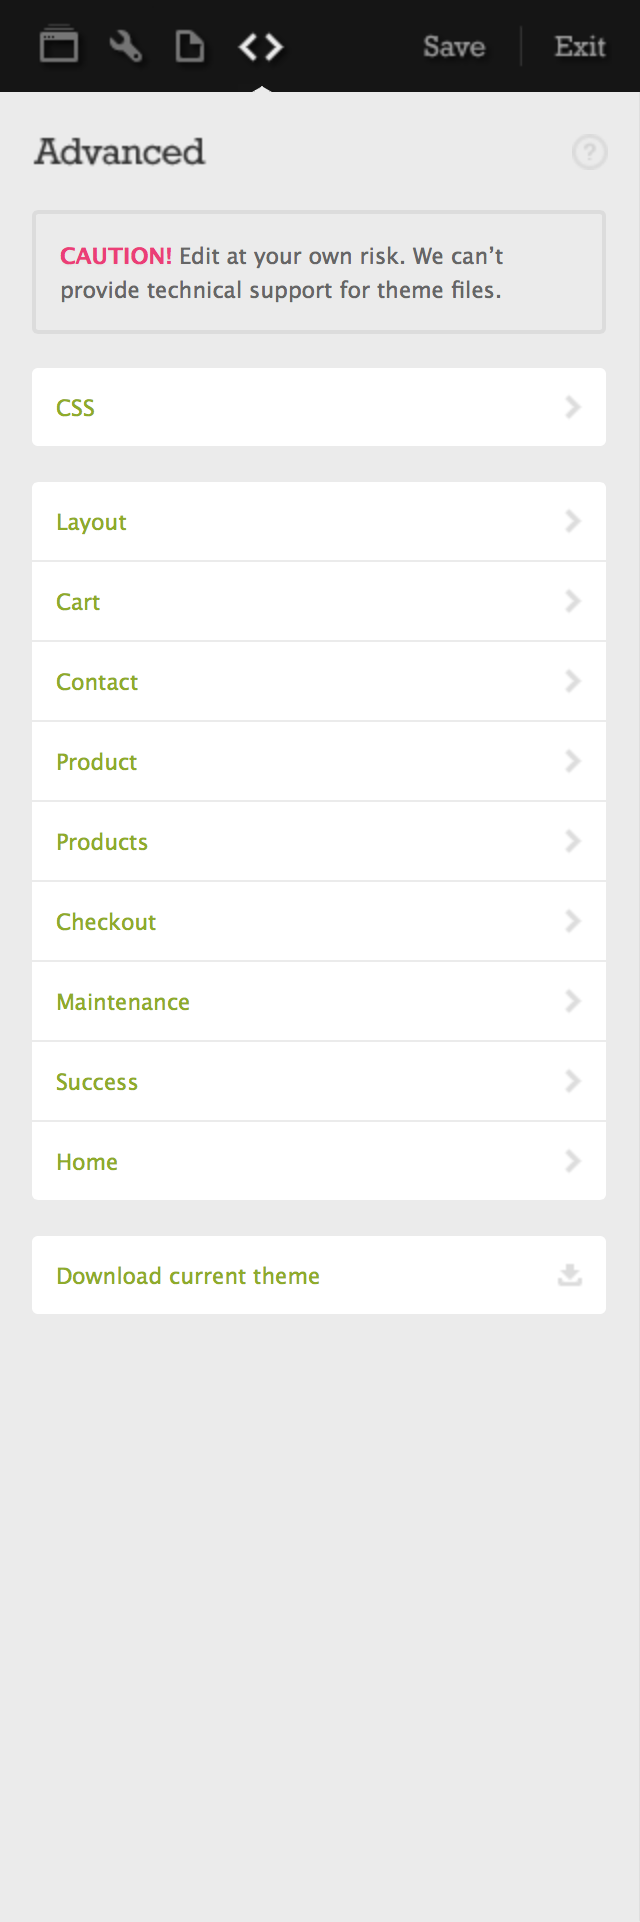 Save
Exit
Advanced
?
CAUTION! Edit at your own risk. We can’t
provide technical support for theme files.
CSS
Layout
Cart
Contact
Product
Products
Checkout
Maintenance
Success
Home
Download current theme